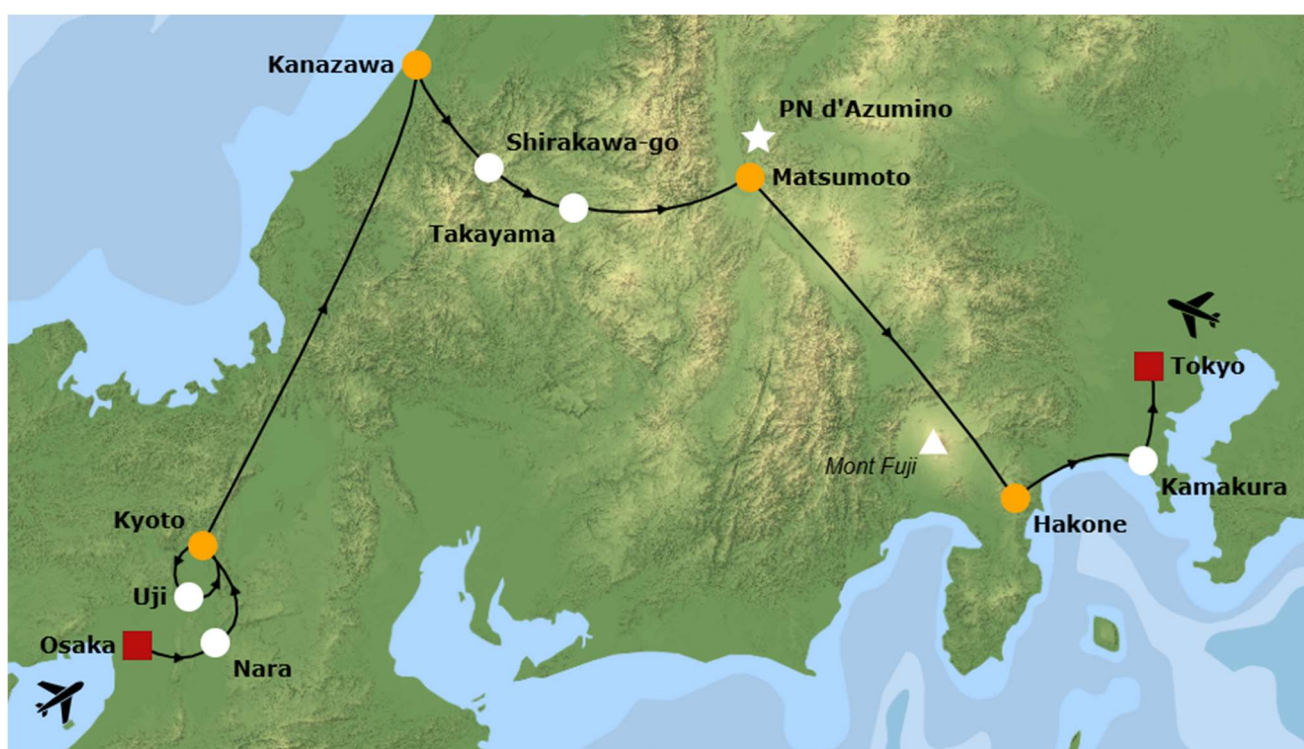 Kanazawa
PN d'Azumino
Shirakawa-go
Matsumoto
Takayama
Tokyo
Mont Fuji
Kamakura
Hakone
Kyoto
Uji
Osaka
Nara